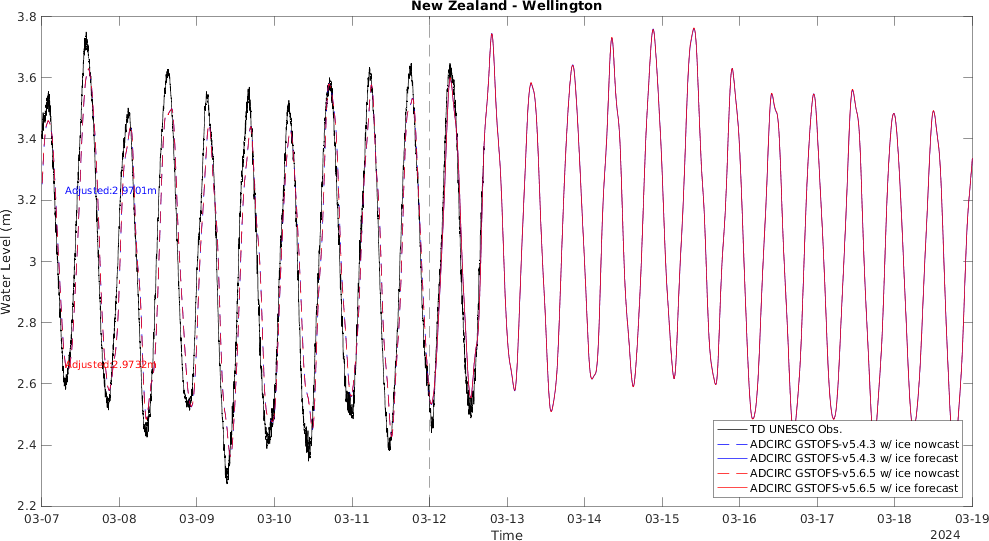 New Zealand - Wellington
3.8
3.6
3.4
3.2
3
2.8
2.6
2.4
2.2
Water Level (m)
Adjusted:2.9701m
Adjusted:2.9732m
TD UNESCO Obs.
ADCIRC GSTOFS-v5.4.3 w/ ice nowcast
ADCIRC GSTOFS-v5.4.3 w/ ice forecast
ADCIRC GSTOFS-v5.6.5 w/ ice nowcast
ADCIRC GSTOFS-v5.6.5 w/ ice forecast
03-07 03-08 03-09 03-10 03-11 03-12 03-13 03-14 03-15 03-16 03-17 03-18 03-19
Time
2024